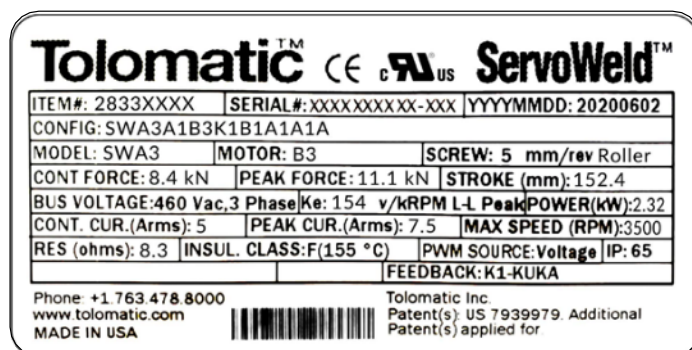 Tolomatic™ CE cRUus ServoWeld™
ITEM#: 2833XXXX SERIAL#: XXXXXXXXXX-XXX YYYYMMDD: 20200602
CONFIG: SWA3A1B3K1B1A1A1A
MODEL: SWA3 MOTOR: B3 SCREW: 5 mm/rev Roller
CONT FORCE: 8.4 kN PEAK FORCE: 11.1 kN STROKE (mm): 152.4
BUS VOLTAGE: 460 Vac, 3 Phase Ke: 154 v/kRPM L-L Peak POWER(kW): 2.32
CONT. CUR.(Arms): 5 PEAK CUR.(Arms): 7.5 MAX SPEED (RPM): 3500
RES (ohms): 8.3 INSUL. CLASS: F(155 °C) PWM SOURCE: Voltage IP: 65
FEEDBACK: K1-KUKA
Phone: +1.763.478.8000
www.tolomatic.com
MADE IN USA
Tolomatic Inc.
Patent(s): US 7939979. Additional
Patent(s) applied for.